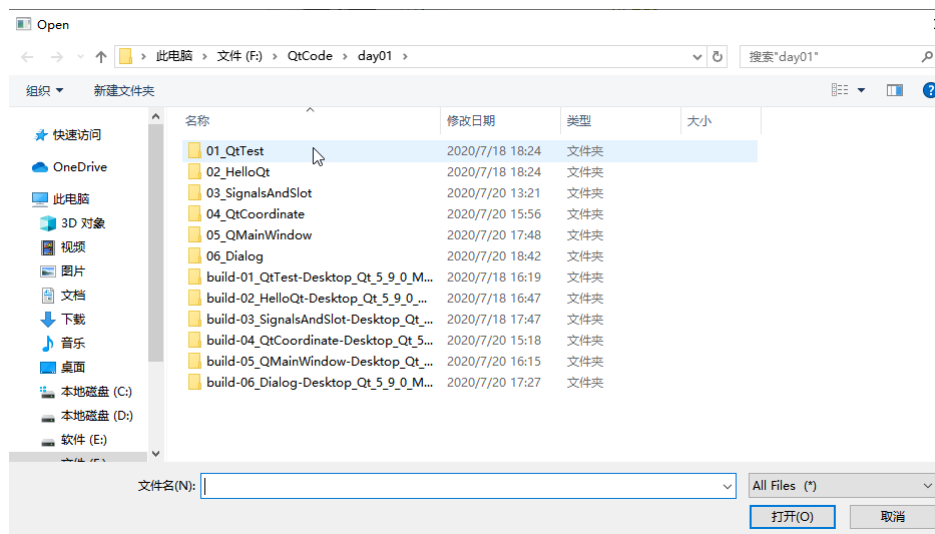 Open
此电脑 > 文件 (F:) > QtCode > day01 >
搜索"day01"
组织
新建文件夹
快速访问
OneDrive
此电脑
3D 对象
视频
图片
文档
下载
音乐
桌面
本地磁盘 (C:)
本地磁盘 (D:)
软件 (E:)
名称 修改日期 类型 大小
01_QtTest 2020/7/18 18:24 文件夹
02_HelloQt 2020/7/18 18:24 文件夹
03_SignalsAndSlot 2020/7/20 13:21 文件夹
04_QtCoordinate 2020/7/20 15:56 文件夹
05_QMainWindow 2020/7/20 17:48 文件夹
06_Dialog 2020/7/20 18:42 文件夹
build-01_QtTest-Desktop_Qt_5_9_0_M... 2020/7/18 16:19 文件夹
build-02_HelloQt-Desktop_Qt_5_9_0_... 2020/7/18 16:47 文件夹
build-03_SignalsAndSlot-Desktop_Qt_... 2020/7/18 17:47 文件夹
build-04_QtCoordinate-Desktop_Qt_5... 2020/7/20 15:18 文件夹
build-05_QMainWindow-Desktop_Qt_... 2020/7/20 16:15 文件夹
build-06_Dialog-Desktop_Qt_5_9_0_M... 2020/7/20 17:27 文件夹
文件名(N):
All Files (*)
打开(O)
取消